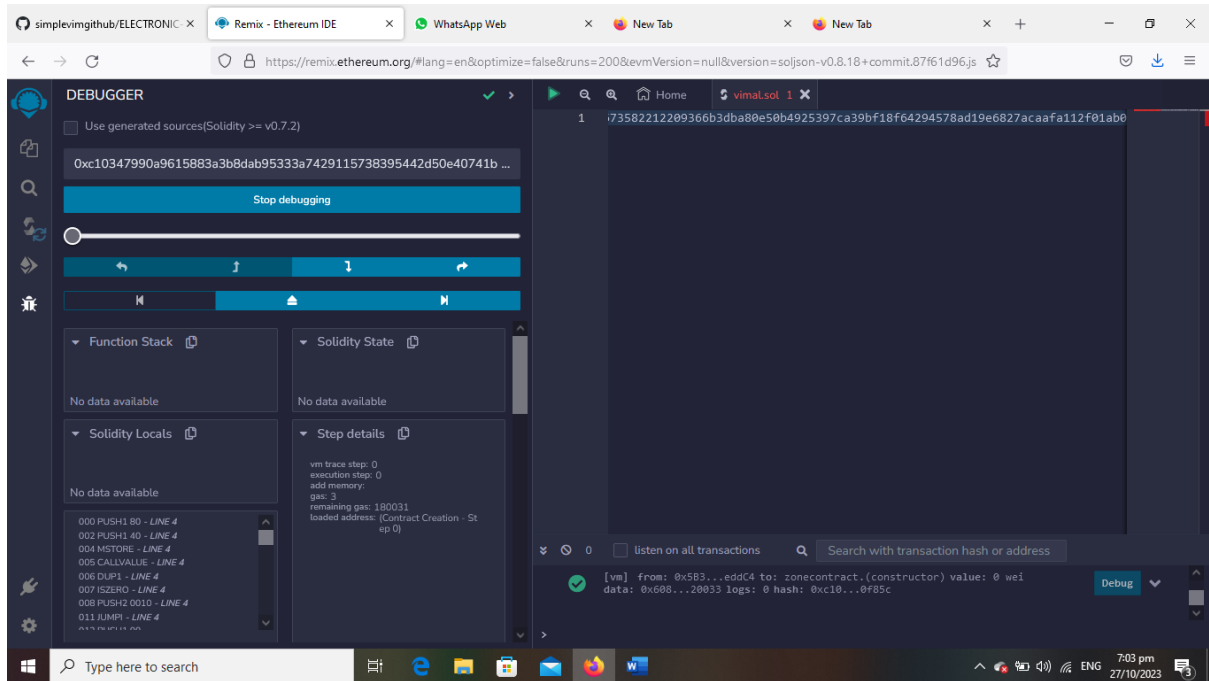 simplevimgithub/ELECTRONIC-
Remix - Ethereum IDE
WhatsApp Web
New Tab
New Tab
https://remix.ethereum.org/#lang=en&optimize=false&runs=200&evmVersion=null&version=soljson-v0.8.18+commit.87f61d96.js
DEBUGGER
Use generated sources(Solidity >= v0.7.2)
0xc10347990a9615883a3b8dab95333a7429115738395442d50e40741b ...
Stop debugging
Function Stack
No data available
Solidity State
No data available
Solidity Locals
No data available
Step details
vm trace step: 0
execution step: 0
add memory:
gas: 3
remaining gas: 180031
loaded address: (Contract Creation - St
ep 0)
000 PUSH1 80 - LINE 4
002 PUSH1 40 - LINE 4
004 MSTORE - LINE 4
005 CALLVALUE - LINE 4
006 DUP1 - LINE 4
007 ISZERO - LINE 4
008 PUSH2 0010 - LINE 4
011 JUMPI - LINE 4
Home
vimal.sol 1
1 73582212209366b3dba80e50b4925397ca39bf18f64294578ad19e6827acaafa112f01ab0
0
listen on all transactions
Search with transaction hash or address
[vm] from: 0x5B3...eddC4 to: zonecontract.(constructor) value: 0 wei
data: 0x608...20033 logs: 0 hash: 0xc10...0f85c
Debug
>
Type here to search
ENG
7:03 pm
27/10/2023
3